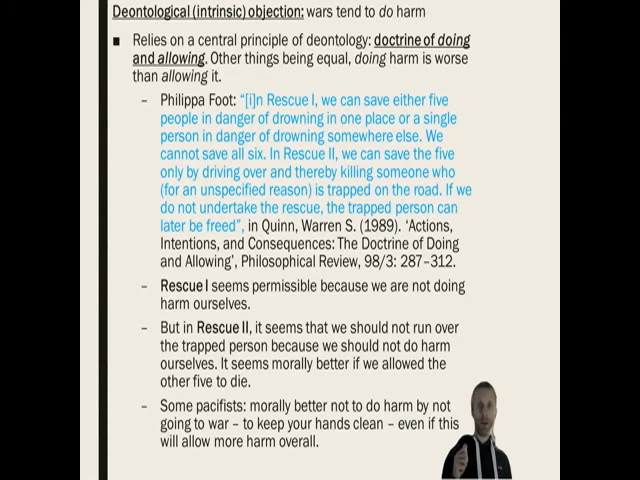 Deontological (intrinsic) objection: wars tend to do harm
■ Relies on a central principle of deontology: doctrine of doing
and allowing. Other things being equal, doing harm is worse
than allowing it.
– Philippa Foot: “[i]n Rescue I, we can save either five
people in danger of drowning in one place or a single
person in danger of drowning somewhere else. We
cannot save all six. In Rescue II, we can save the five
only by driving over and thereby killing someone who
(for an unspecified reason) is trapped on the road. If we
do not undertake the rescue, the trapped person can
later be freed”, in Quinn, Warren S. (1989). ‘Actions,
Intentions, and Consequences: The Doctrine of Doing
and Allowing’, Philosophical Review, 98/3: 287–312.
– Rescue I seems permissible because we are not doing
harm ourselves.
– But in Rescue II, it seems that we should not run over
the trapped person because we should not do harm
ourselves. It seems morally better if we allowed the
other five to die.
– Some pacifists: morally better not to do harm by not
going to war – to keep your hands clean – even if this
will allow more harm overall.